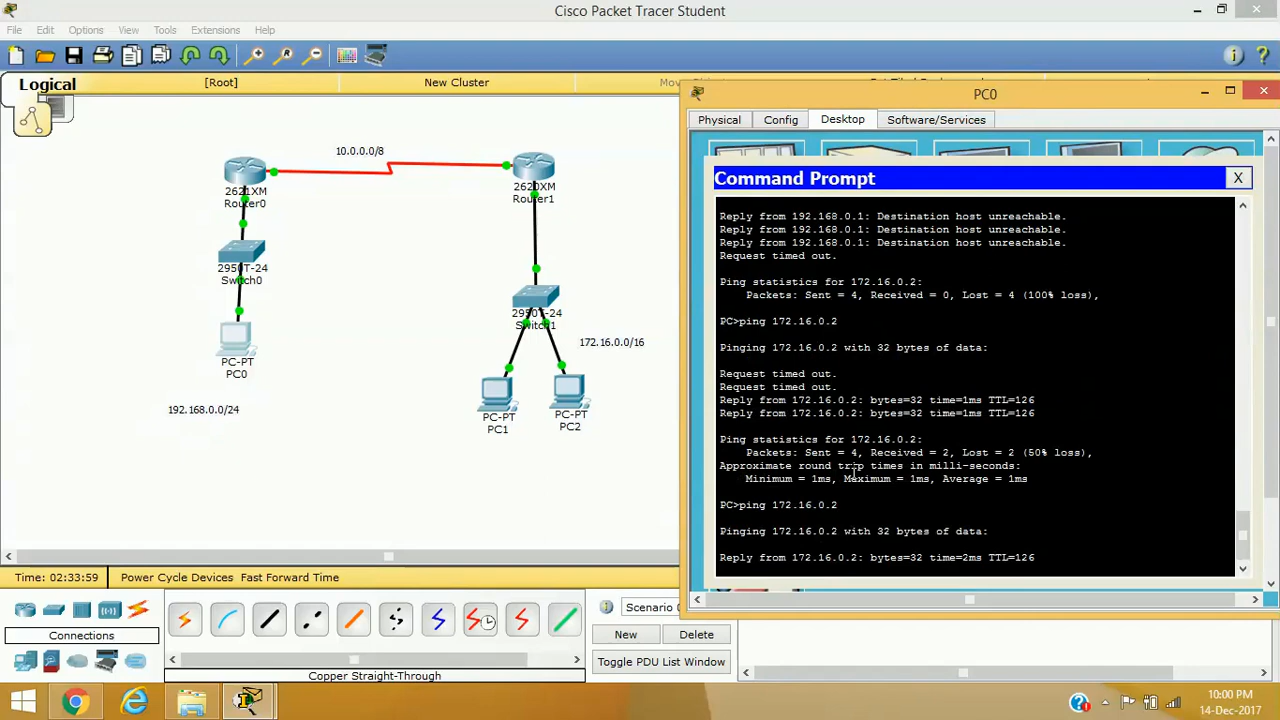 Cisco Packet Tracer Student
File Edit Options View Tools Extensions Help
Logical
[Root]
New Cluster
10.0.0.0/8
2621XM
Router0
2620XM
Router1
2950T-24
Switch0
2950T-24
Switch1
172.16.0.0/16
PC-PT
PC0
192.168.0.0/24
PC-PT
PC1
PC-PT
PC2
PC0
Physical Config Desktop Software/Services
Command Prompt
X
Reply from 192.168.0.1: Destination host unreachable.
Reply from 192.168.0.1: Destination host unreachable.
Reply from 192.168.0.1: Destination host unreachable.
Request timed out.
Ping statistics for 172.16.0.2:
Packets: Sent = 4, Received = 0, Lost = 4 (100% loss),
PC>ping 172.16.0.2
Pinging 172.16.0.2 with 32 bytes of data:
Request timed out.
Request timed out.
Reply from 172.16.0.2: bytes=32 time=1ms TTL=126
Reply from 172.16.0.2: bytes=32 time=1ms TTL=126
Ping statistics for 172.16.0.2:
Packets: Sent = 4, Received = 2, Lost = 2 (50% loss),
Approximate round trip times in milli-seconds:
Minimum = 1ms, Maximum = 1ms, Average = 1ms
PC>ping 172.16.0.2
Pinging 172.16.0.2 with 32 bytes of data:
Reply from 172.16.0.2: bytes=32 time=2ms TTL=126
Time: 02:33:59 Power Cycle Devices Fast Forward Time
Connections
Copper Straight-Through
Scenario
New Delete
Toggle PDU List Window
10:00 PM
14-Dec-2017